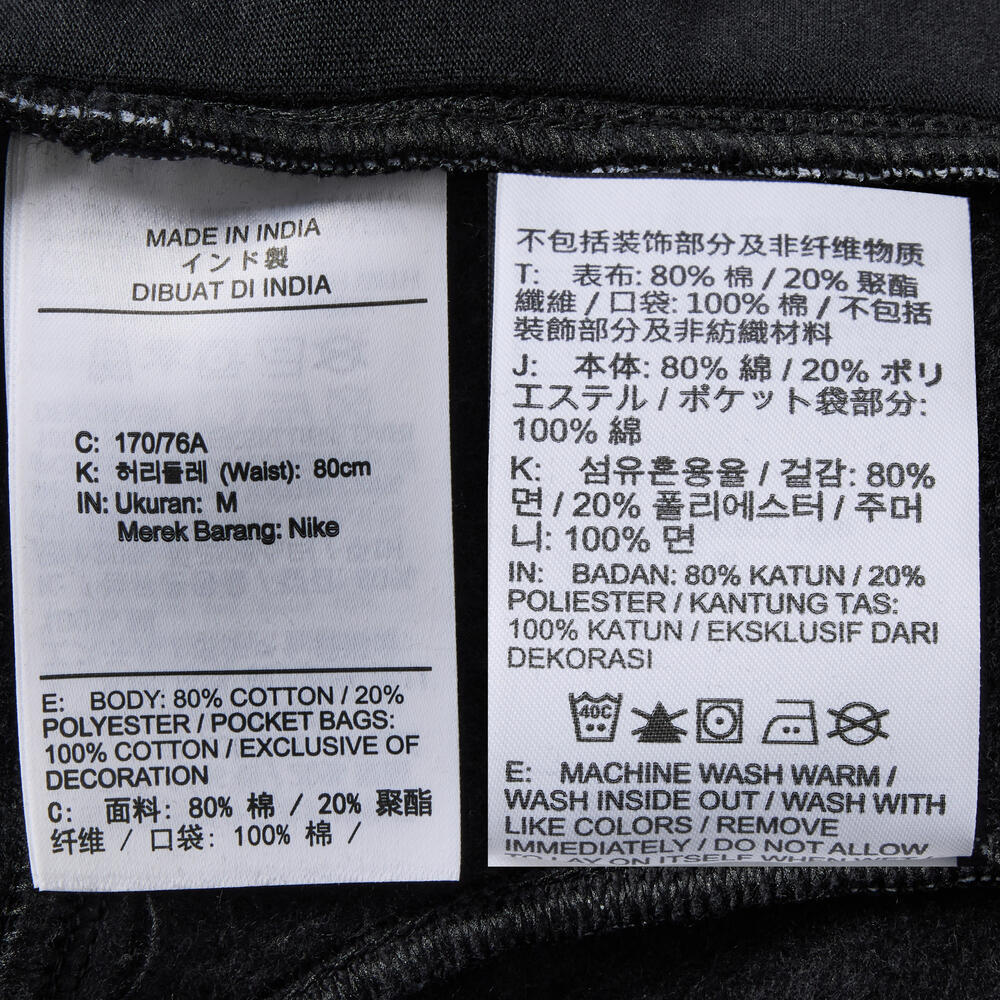 MADE IN INDIA
インド製
DIBUAT DI INDIA
C: 170/76A
K: 허리둘레 (Waist): 80cm
IN: Ukuran: M
Merek Barang: Nike
E: BODY: 80% COTTON / 20%
POLYESTER / POCKET BAGS:
100% COTTON / EXCLUSIVE OF
DECORATION
C: 面料: 80% 棉 / 20% 聚酯
纤维 / 口袋: 100% 棉 /
不包括装饰部分及非纤维物质
T: 表布: 80% 棉 / 20% 聚酯
纖維 / 口袋: 100% 棉 / 不包括
裝飾部分及非紡織材料
J: 本体: 80% 綿 / 20% ポリ
エステル / ポケット袋部分:
100% 綿
K: 섬유혼용율 / 겉감: 80%
면 / 20% 폴리에스터 / 주머
니: 100% 면
IN: BADAN: 80% KATUN / 20%
POLIESTER / KANTUNG TAS:
100% KATUN / EKSKLUSIF DARI
DEKORASI
40C
E: MACHINE WASH WARM /
WASH INSIDE OUT / WASH WITH
LIKE COLORS / REMOVE
IMMEDIATELY / DO NOT ALLOW
TO LAY ON ITSELF WHEN WET /